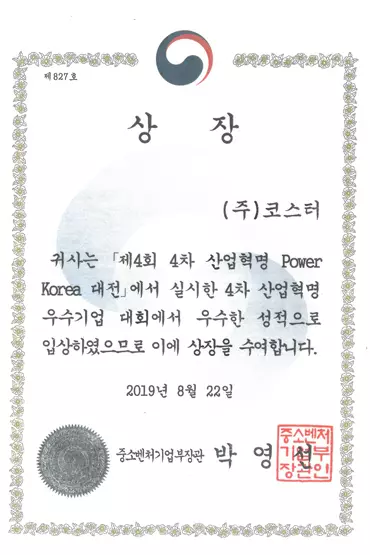 제827호
상 장
(주)코스터
귀사는 「제4회 4차 산업혁명 Power
Korea 대전」에서 실시한 4차 산업혁명
우수기업 대회에서 우수한 성적으로
입상하였으므로 이에 상장을 수여합니다.
2019년 8월 22일
중소벤처기업부장관 박 영 선
중소벤처
기업부
장관인